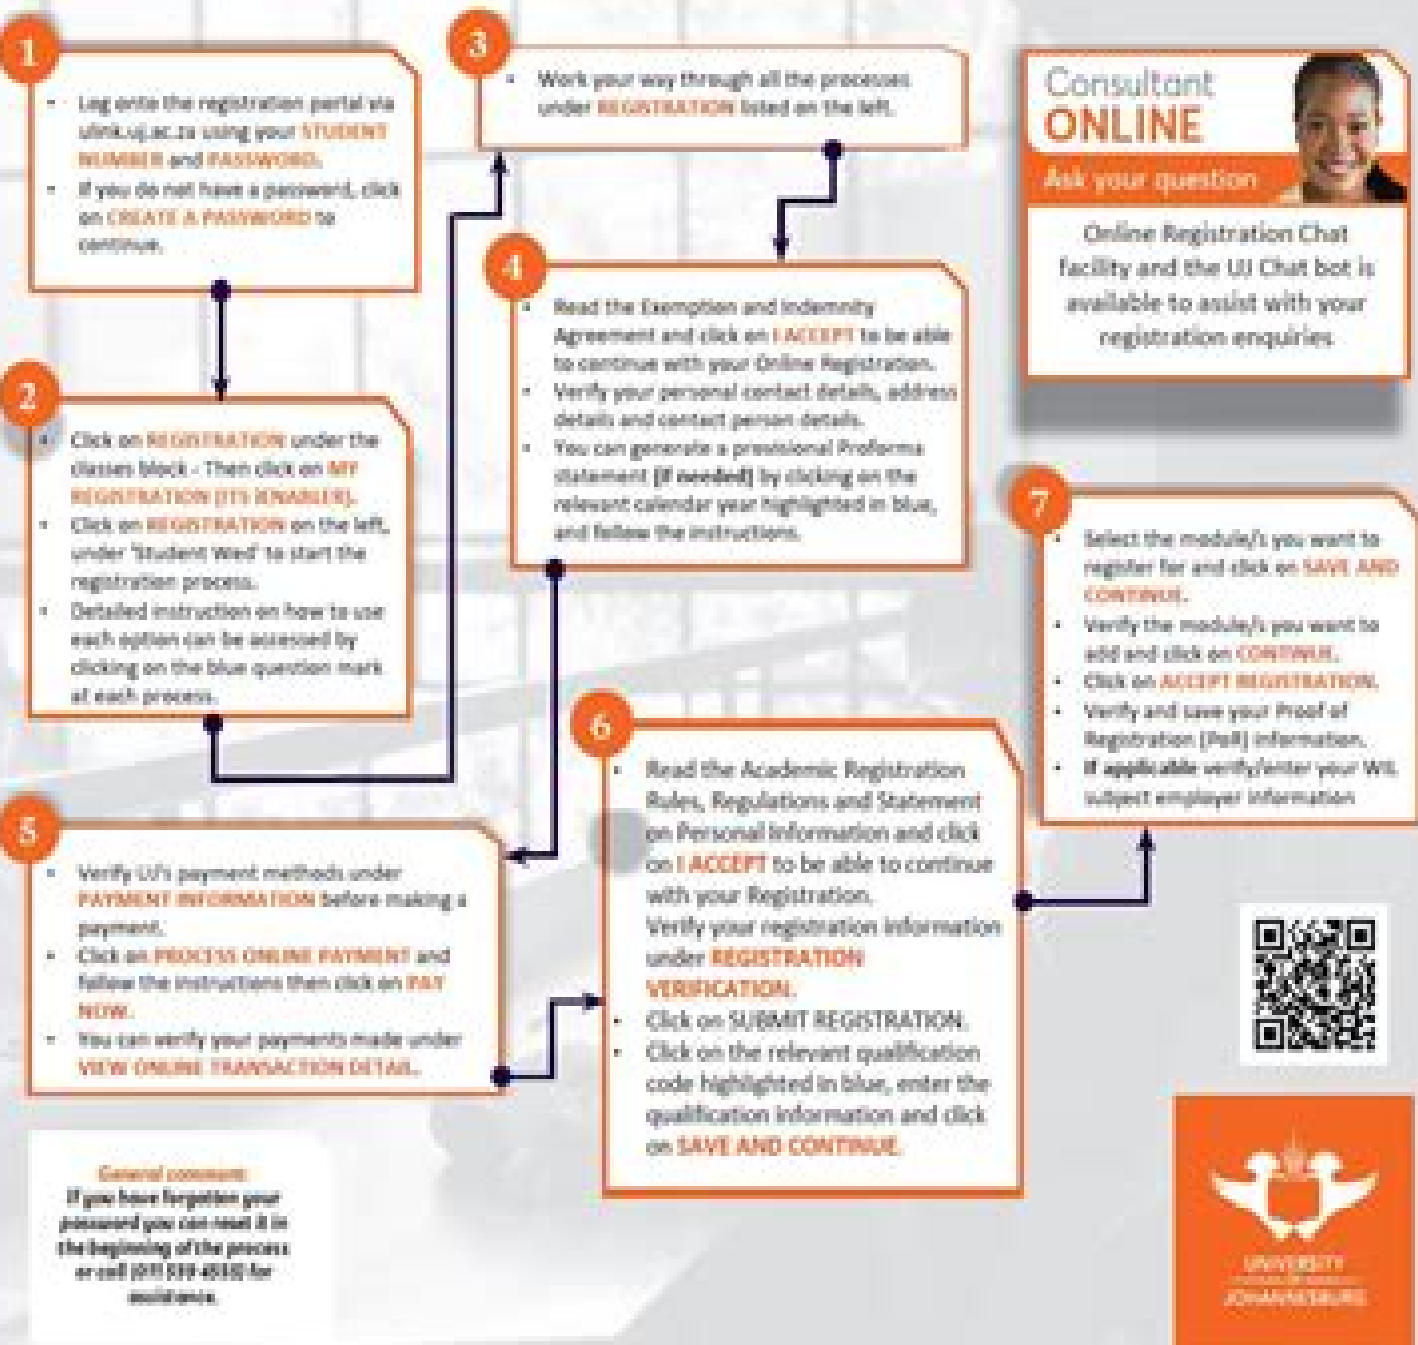 1
• Log onto the registration portal via
ulink.uj.ac.za using your STUDENT
NUMBER and PASSWORD.
• If you do not have a password, click
on CREATE A PASSWORD to
continue.
2
• Click on REGISTRATION under the
classes block - Then click on MY
REGISTRATION (ITS IENABLER).
• Click on REGISTRATION on the left,
under 'Student Wed' to start the
registration process.
• Detailed instruction on how to use
each option can be accessed by
clicking on the blue question mark
at each process.
3
• Work your way through all the processes
under REGISTRATION listed on the left.
4
• Read the Exemption and Indemnity
Agreement and click on I ACCEPT to be able
to continue with your Online Registration.
• Verify your personal contact details, address
details and contact person details.
• You can generate a provisional Proforma
statement (if needed) by clicking on the
relevant calendar year highlighted in blue,
and follow the instructions.
5
• Verify UJ's payment methods under
PAYMENT INFORMATION before making a
payment.
• Click on PROCESS ONLINE PAYMENT and
follow the instructions then click on PAY
NOW.
• You can verify your payments made under
VIEW ONLINE TRANSACTION DETAIL.
6
• Read the Academic Registration
Rules, Regulations and Statement
on Personal Information and click
on I ACCEPT to be able to continue
with your Registration.
Verify your registration information
under REGISTRATION
VERIFICATION.
• Click on SUBMIT REGISTRATION.
• Click on the relevant qualification
code highlighted in blue, enter the
qualification information and click
on SAVE AND CONTINUE.
7
• Select the module/s you want to
register for and click on SAVE AND
CONTINUE.
• Verify the module/s you want to
add and click on CONTINUE.
• Click on ACCEPT REGISTRATION.
• Verify and save your Proof of
Registration (PoR) information.
• If applicable verify/enter your WIL
subject employer information
Consultant
ONLINE
Ask your question
Online Registration Chat
facility and the UJ Chat bot is
available to assist with your
registration enquiries
General comment:
If you have forgotten your
password you can reset it in
the beginning of the process
or call for
assistance.
UNIVERSITY
OF
JOHANNESBURG